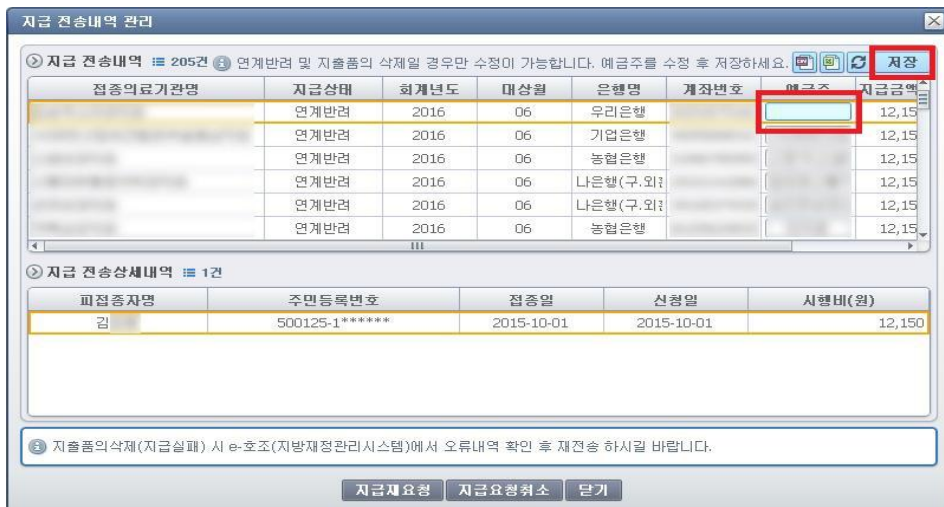 지급 전송내역 관리
지급 전송내역 205건 연계반려 및 지출품의 삭제일 경우만 수정이 가능합니다. 예금주를 수정 후 저장하세요. 저장
접종의료기관명 지급상태 회계년도 대상월 은행명 계좌번호 예금주 지급금액
연계반려 2016 06 우리은행 12,15
연계반려 2016 06 기업은행 12,15
연계반려 2016 06 농협은행 12,15
연계반려 2016 06 나은행(구.외환 12,15
연계반려 2016 06 나은행(구.외환 12,15
연계반려 2016 06 농협은행 12,15
지급 전송상세내역 1건
피접종자명 주민등록번호 접종일 신청일 시행비(원)
김 500125-1****** 2015-10-01 2015-10-01 12,150
지출품의삭제(지급실패) 시 e-호조(지방재정관리시스템)에서 오류내역 확인 후 재전송 하시길 바랍니다.
지급재요청 지급요청취소 닫기